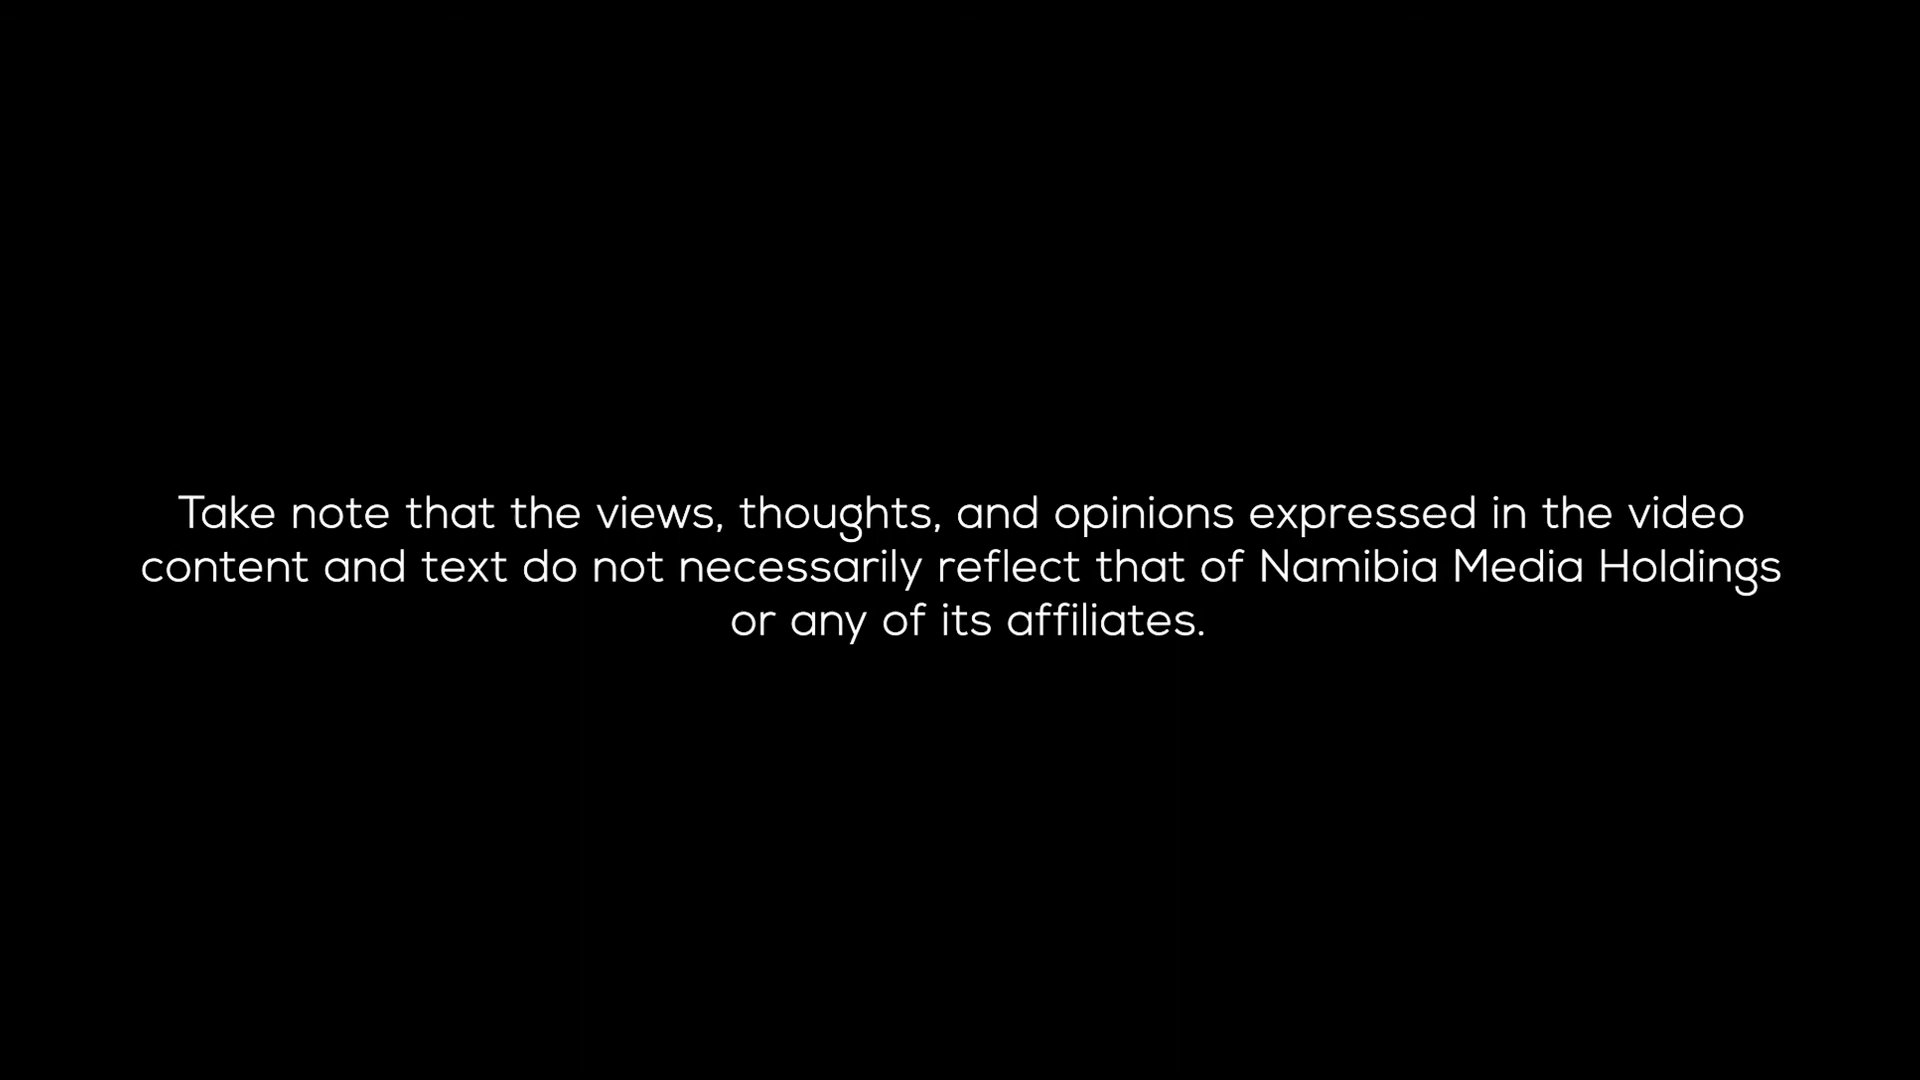 Take note that the views, thoughts, and opinions expressed in the video
content and text do not necessarily reflect that of Namibia Media Holdings
or any of its affiliates.